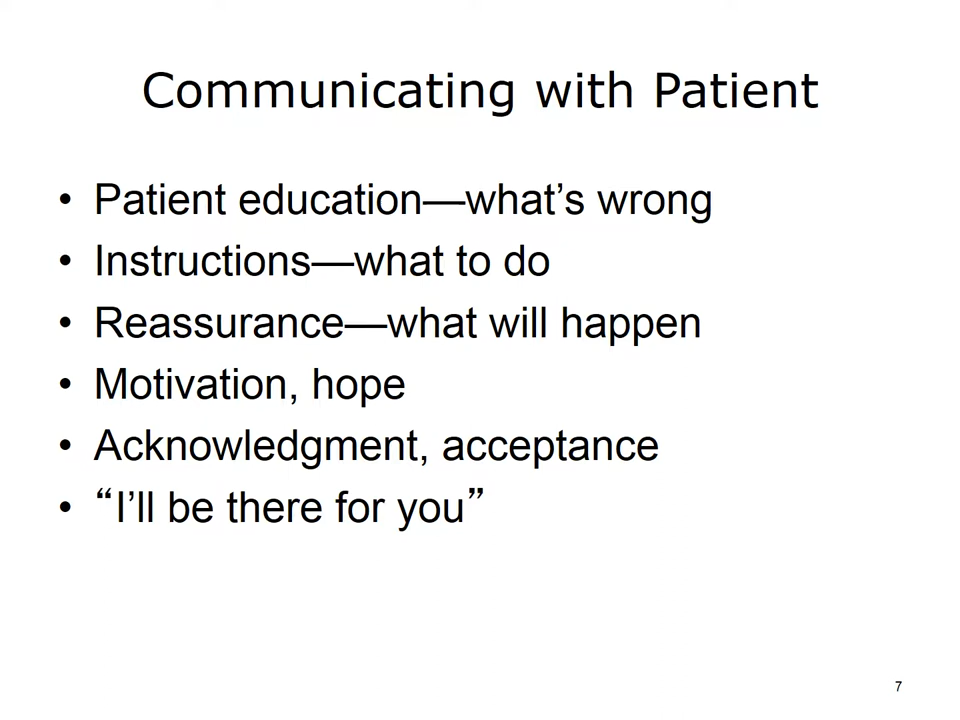 Communicating with Patient
• Patient education—what’s wrong
• Instructions—what to do
• Reassurance—what will happen
• Motivation, hope
• Acknowledgment, acceptance
• “I’ll be there for you”
7